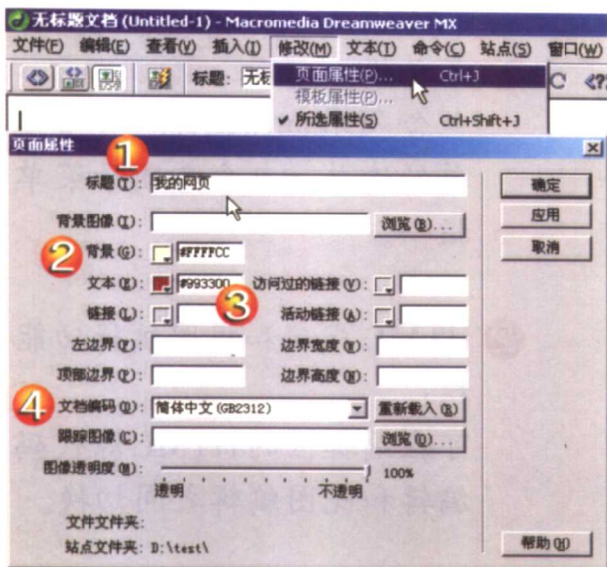 无标题文档 (Untitled-1) - Macromedia Dreamweaver MX
文件(F) 编辑(E) 查看(V) 插入(I) 修改(M) 文本(T) 命令(C) 站点(S) 窗口(W)
标题: 无标
页面属性(P)... Ctrl+J
模板属性(P)...
✔ 所选属性(S) Ctrl+Shift+J
页面属性
1
标题(T): 我的网页 确定
背景图像(I): 浏览(B)... 应用
2 背景(G): #FFFFCC 取消
文本(E): #993300 访问过的链接(V):
链接(L): 3 活动链接(A):
左边界(F): 边界宽度(W):
顶部边界(P): 边界高度(H):
4 文档编码(D): 简体中文(GB2312) 重新载入(R)
跟踪图像(C): 浏览(O)...
图像透明度(M): 100%
透明 不透明
文件文件夹:
站点文件夹: D:\test\ 帮助(H)